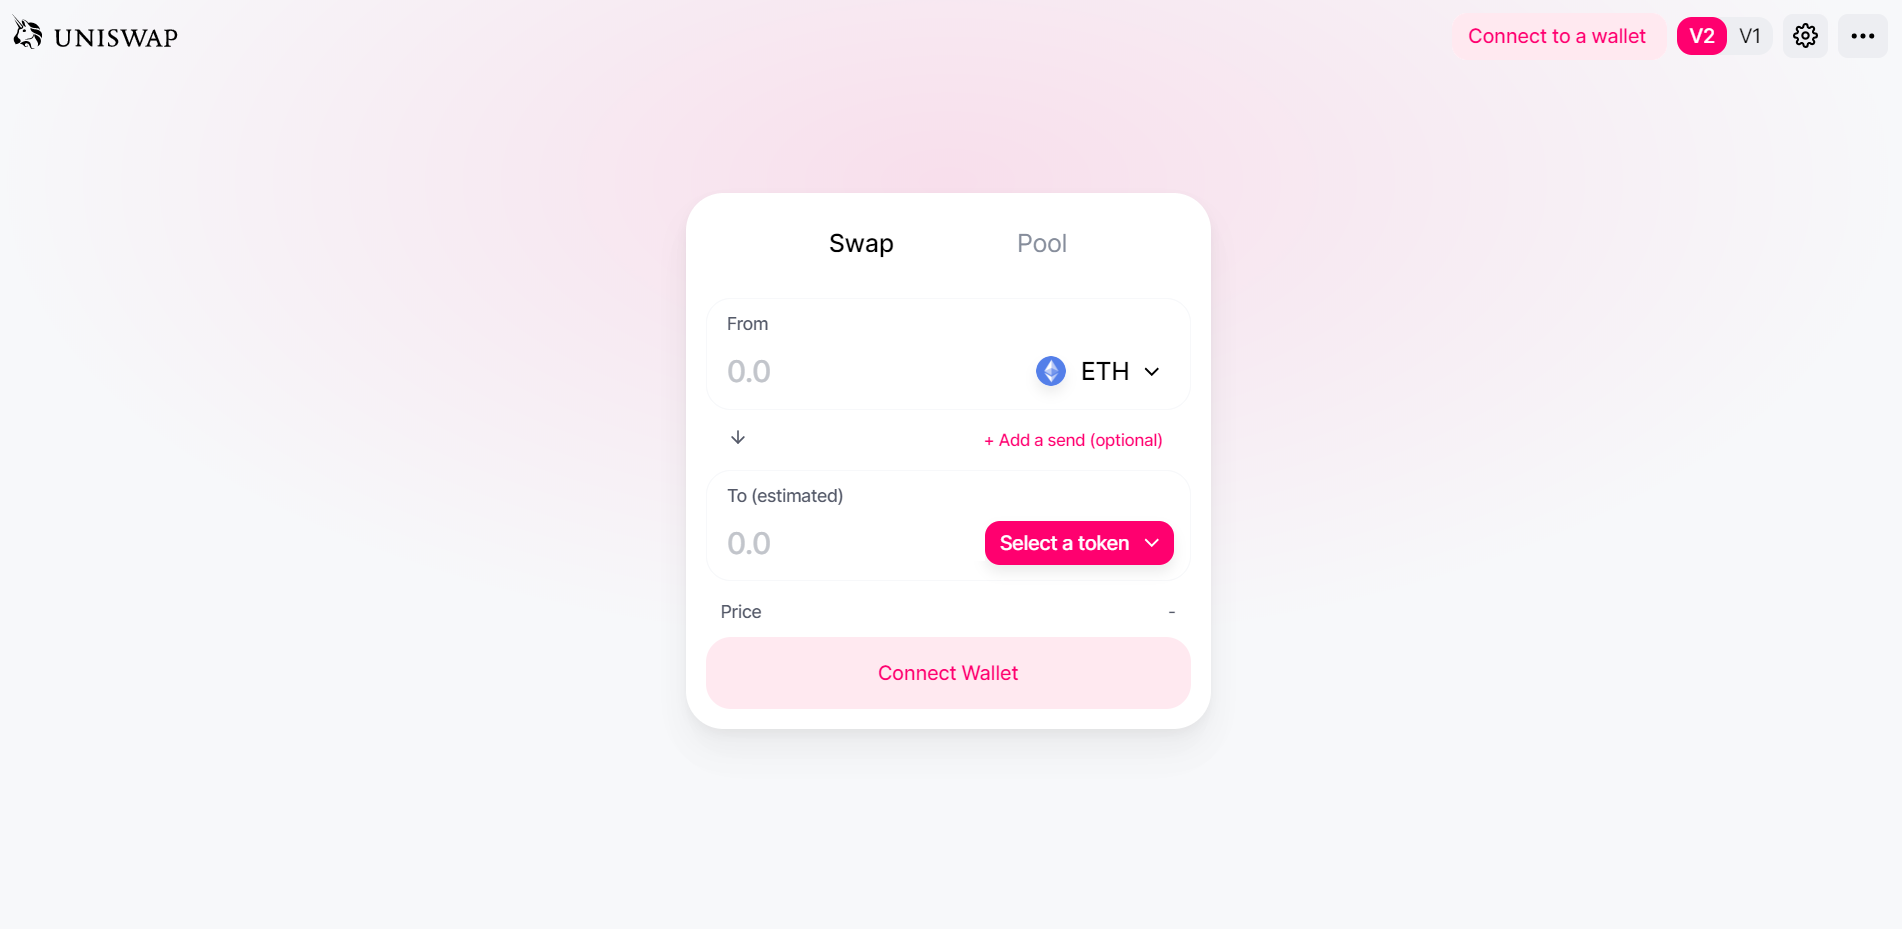 UNISWAP
Connect to a wallet
V2 V1
Swap Pool
From
0.0 ETH
+ Add a send (optional)
To (estimated)
0.0 Select a token
Price -
Connect Wallet